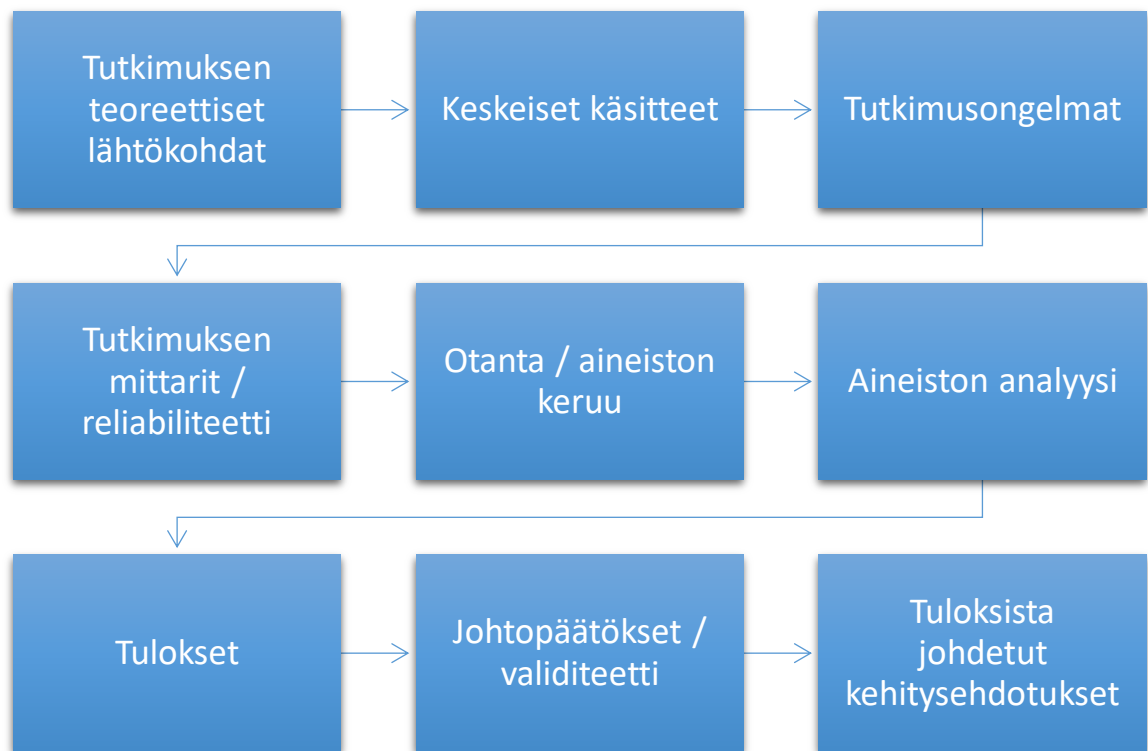 Tutkimuksen
teoreettiset
lähtökohdat
Keskeiset käsitteet
Tutkimusongelmat
Tutkimuksen
mittarit /
reliabiliteetti
Otanta / aineiston
keruu
Aineiston analyysi
Tulokset
Johtopäätökset /
validiteetti
Tuloksista
johdetut
kehitysehdotukset